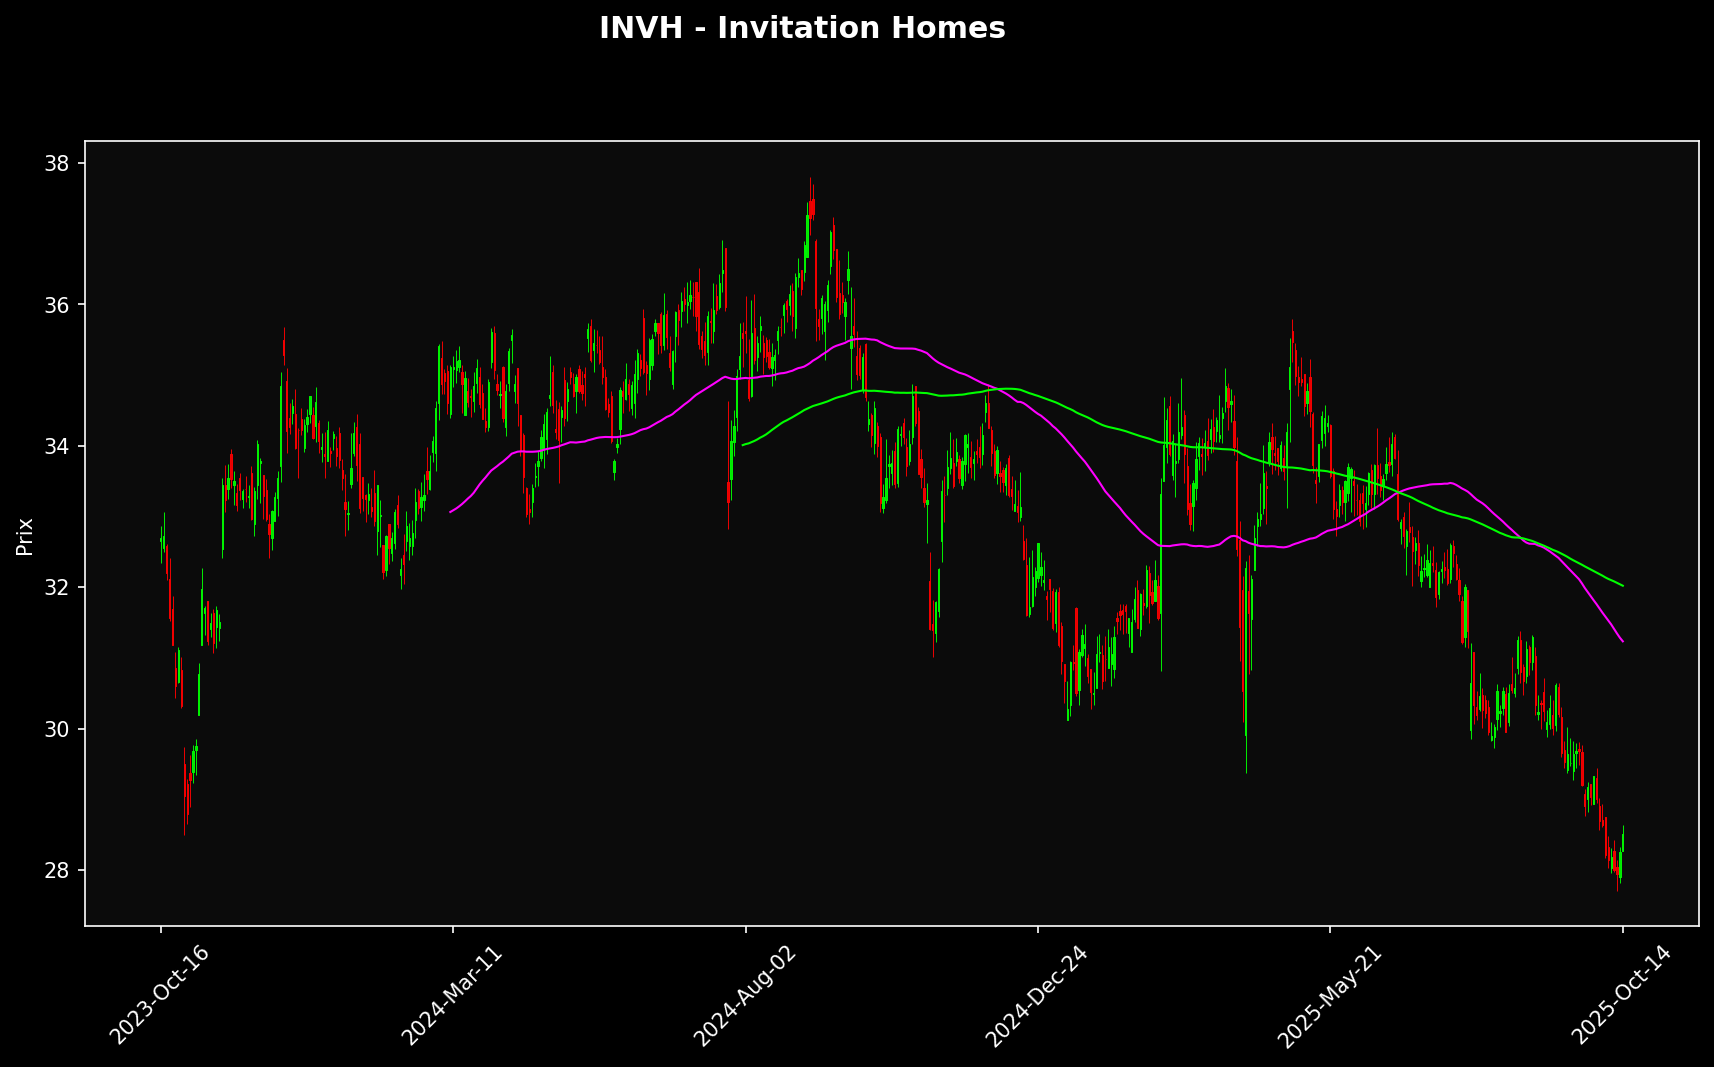 INVH - Invitation Homes
Prix
38
36
34
32
30
28
2023-Oct-16
2024-Mar-11
2024-Aug-02
2024-Dec-24
2025-May-21
2025-Oct-14